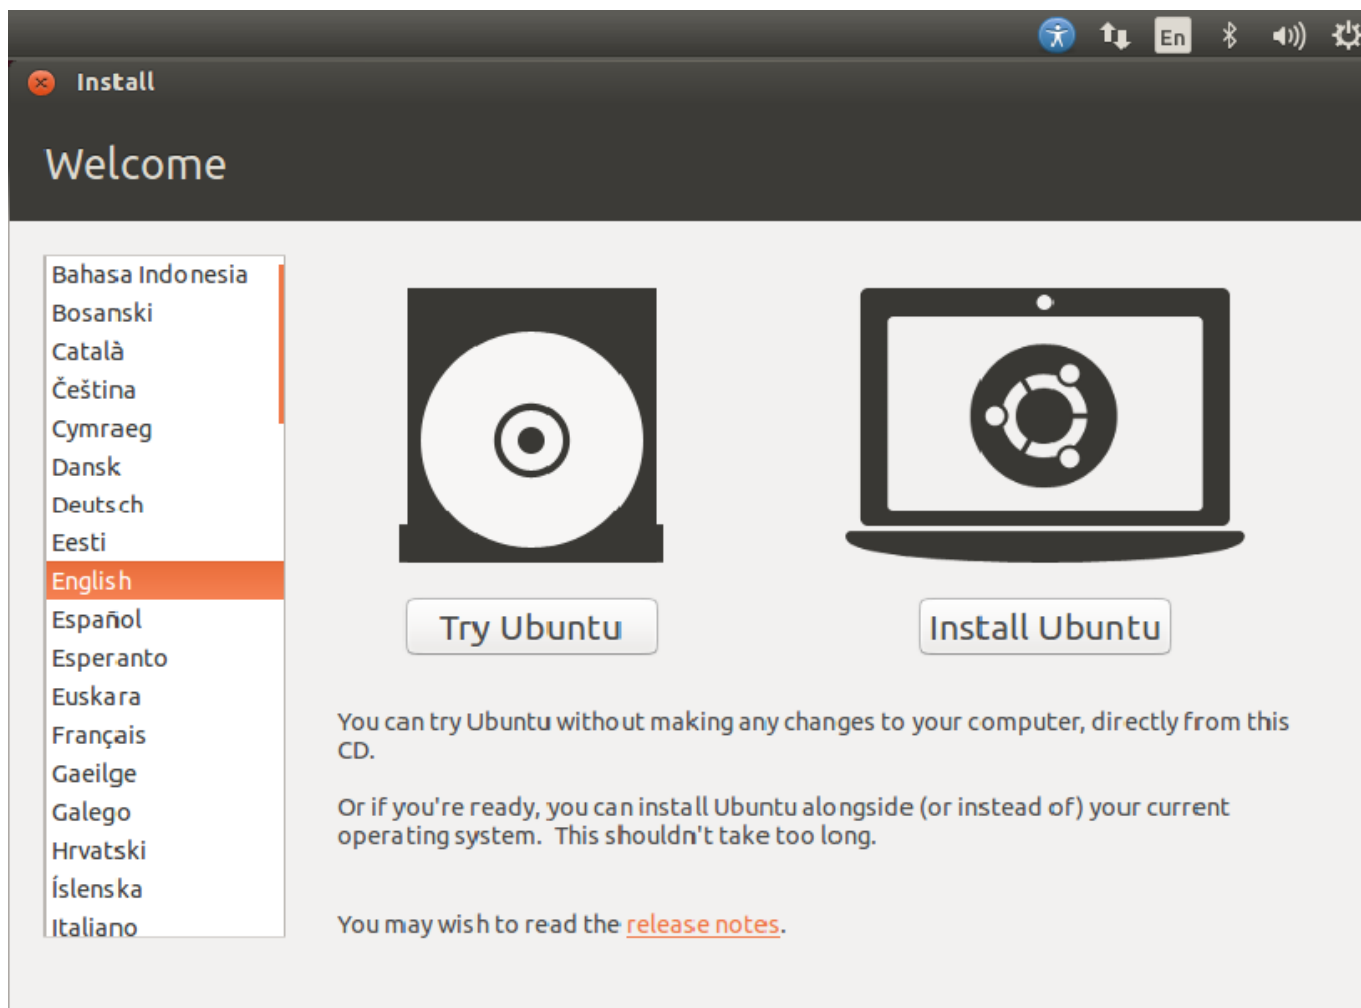 En
Install
Welcome
Bahasa Indonesia
Bosanski
Català
Čeština
Cymraeg
Dansk
Deutsch
Eesti
English
Español
Esperanto
Euskara
Français
Gaeilge
Galego
Hrvatski
Íslenska
Italiano
Try Ubuntu
Install Ubuntu
You can try Ubuntu without making any changes to your computer, directly from this
CD.
Or if you're ready, you can install Ubuntu alongside (or instead of) your current
operating system.  This shouldn't take too long.
You may wish to read the release notes.